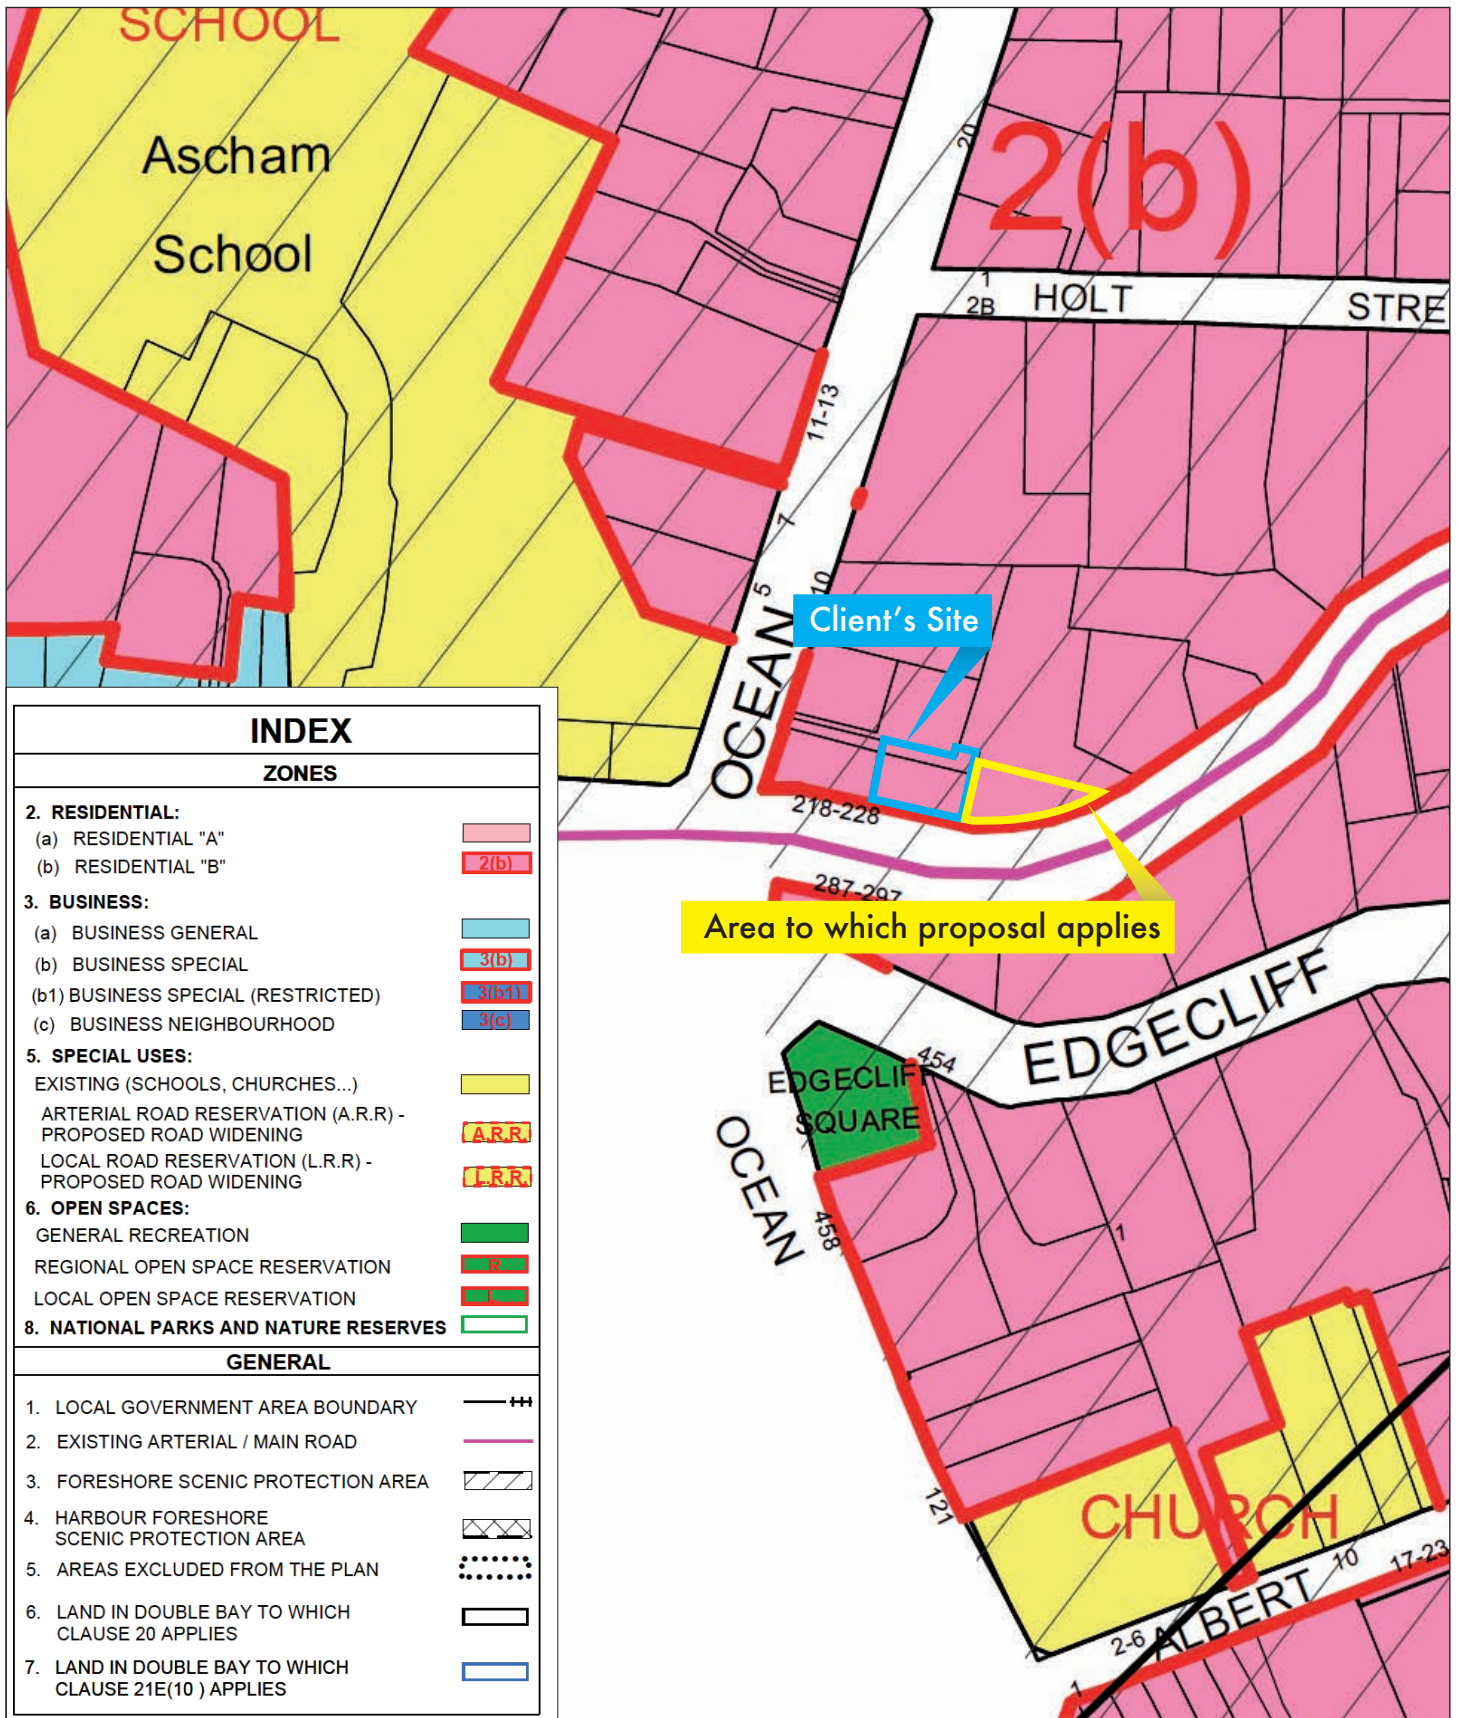 SCHOOL
Ascham
School
20
2(b)
1
2B
HOLT
STRE
11-13
7
5
10
OCEAN
Client's Site
218-228
287-297
Area to which proposal applies
EDGECLIFF
454
EDGECLIFF
SQUARE
OCEAN
458
1
121
CHURCH
10
17-23
2-6
ALBERT
1
INDEX
ZONES
2. RESIDENTIAL:
(a) RESIDENTIAL "A"
(b) RESIDENTIAL "B" 2(b)
3. BUSINESS:
(a) BUSINESS GENERAL
(b) BUSINESS SPECIAL 3(b)
(b1) BUSINESS SPECIAL (RESTRICTED) 3(b1)
(c) BUSINESS NEIGHBOURHOOD 3(c)
5. SPECIAL USES:
EXISTING (SCHOOLS, CHURCHES...)
ARTERIAL ROAD RESERVATION (A.R.R) -
PROPOSED ROAD WIDENING A.R.R.
LOCAL ROAD RESERVATION (L.R.R) -
PROPOSED ROAD WIDENING L.R.R.
6. OPEN SPACES:
GENERAL RECREATION
REGIONAL OPEN SPACE RESERVATION R
LOCAL OPEN SPACE RESERVATION L
8. NATIONAL PARKS AND NATURE RESERVES
GENERAL
1. LOCAL GOVERNMENT AREA BOUNDARY
2. EXISTING ARTERIAL / MAIN ROAD
3. FORESHORE SCENIC PROTECTION AREA
4. HARBOUR FORESHORE
SCENIC PROTECTION AREA
5. AREAS EXCLUDED FROM THE PLAN
6. LAND IN DOUBLE BAY TO WHICH
CLAUSE 20 APPLIES
7. LAND IN DOUBLE BAY TO WHICH
CLAUSE 21E(10 ) APPLIES